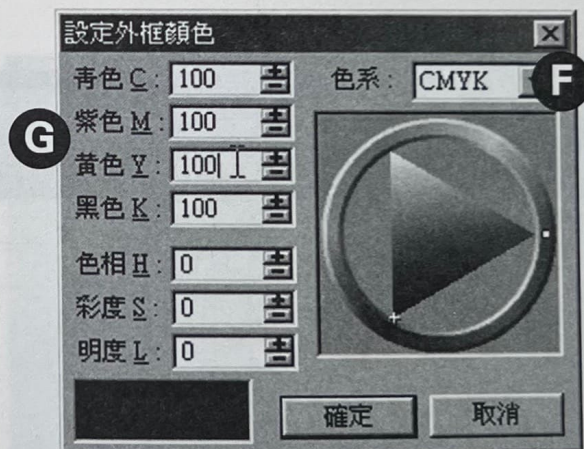 設定外框顏色
青色 C : 100
色系 : CMYK
F
G
紫色 M : 100
黃色 Y : 100
黑色 K : 100
色相 H : 0
彩度 S : 0
明度 L : 0
確定
取消